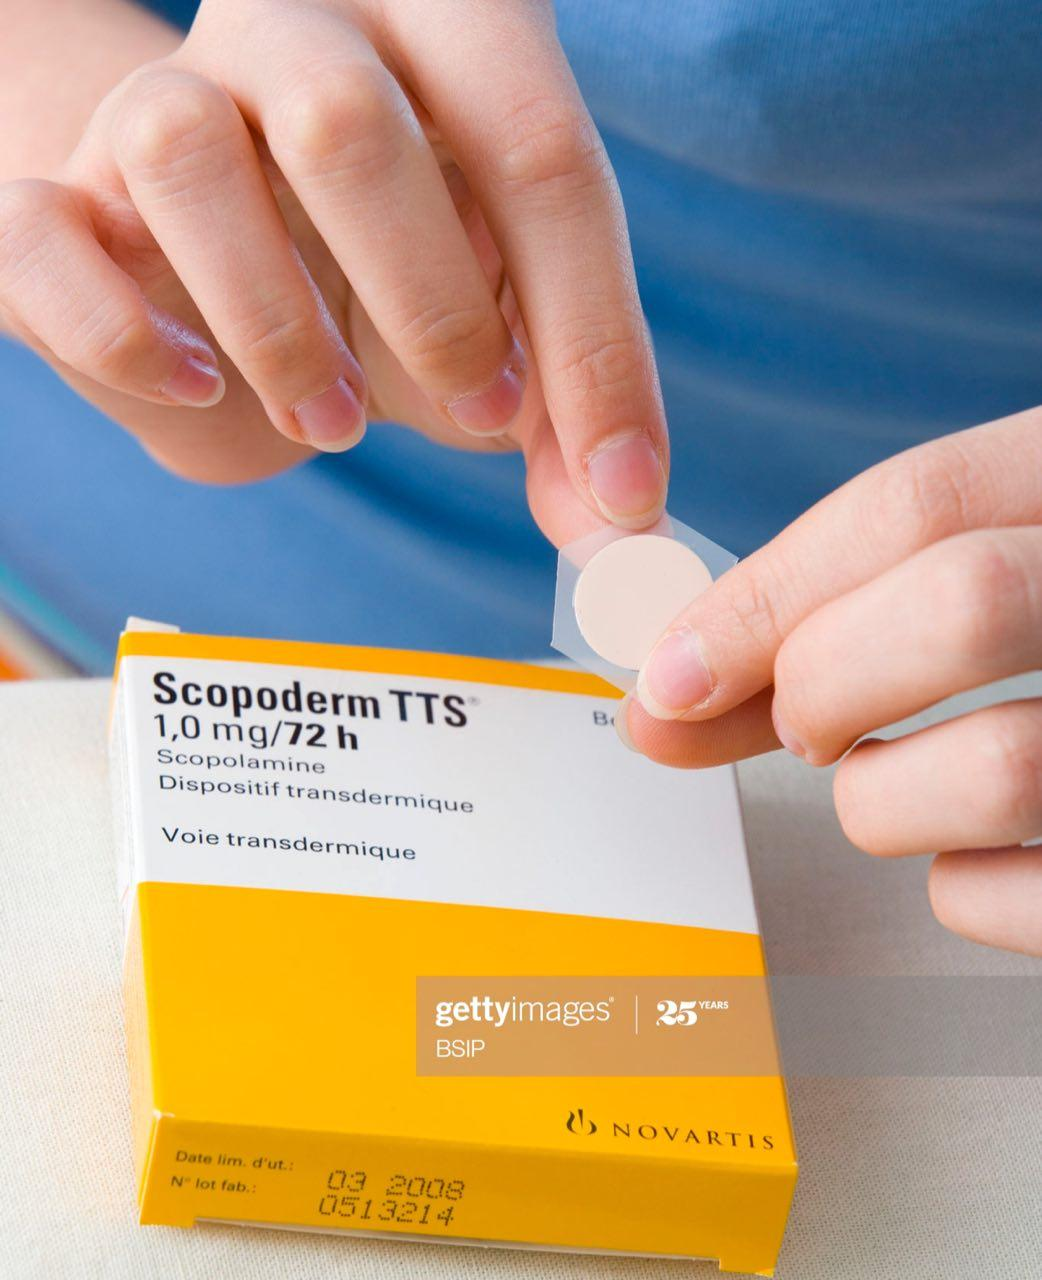 Scopoderm TTS®
1,0 mg/72 h
Scopolamine
Dispositif transdermique
Voie transdermique
gettyimages®
25 YEARS
BSIP
NOVARTIS
Date lim. d'ut.: 03 2008
N° lot fab.: 0513214